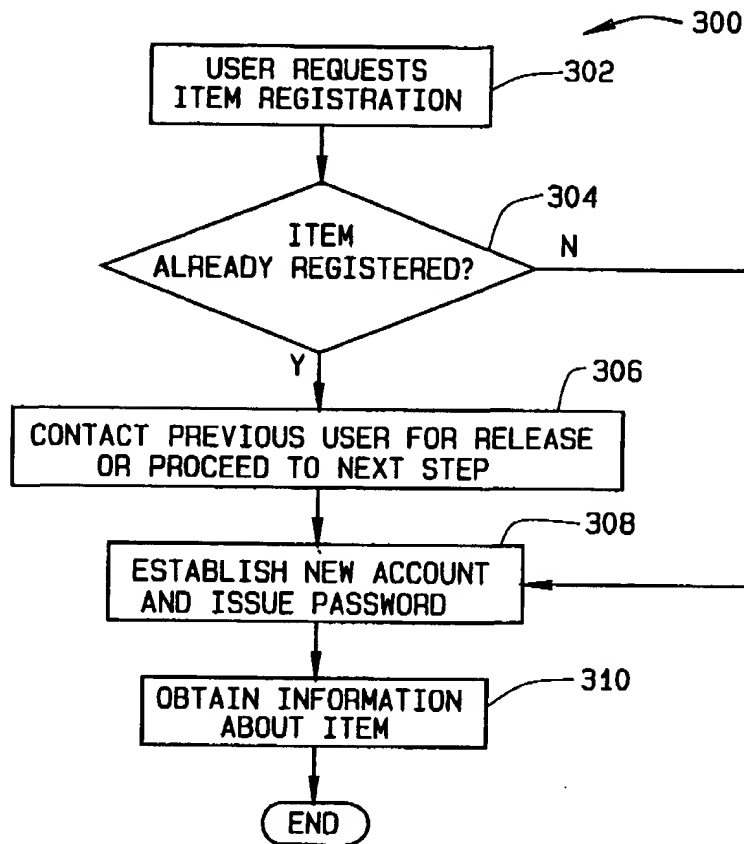 300
USER REQUESTS
ITEM REGISTRATION
302
304
ITEM
ALREADY REGISTERED?
N
Y
306
CONTACT PREVIOUS USER FOR RELEASE
OR PROCEED TO NEXT STEP
308
ESTABLISH NEW ACCOUNT
AND ISSUE PASSWORD
310
OBTAIN INFORMATION
ABOUT ITEM
END